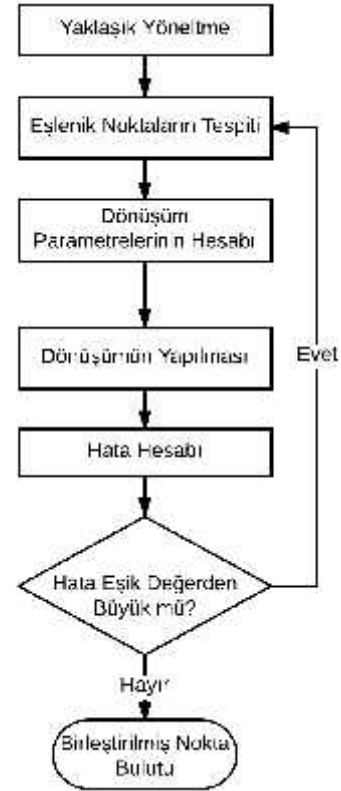 Yaklaşık Yöneltme
Eşlenik Noktaların Tespiti
Dönüşüm
Parametrelerinin Hesabı
Dönüşümün Yapılması
Evet
Hata Hesabı
Hata Eşik Değerden
Büyük mü?
Hayır
Birleştirilmiş Nokta
Bulutu